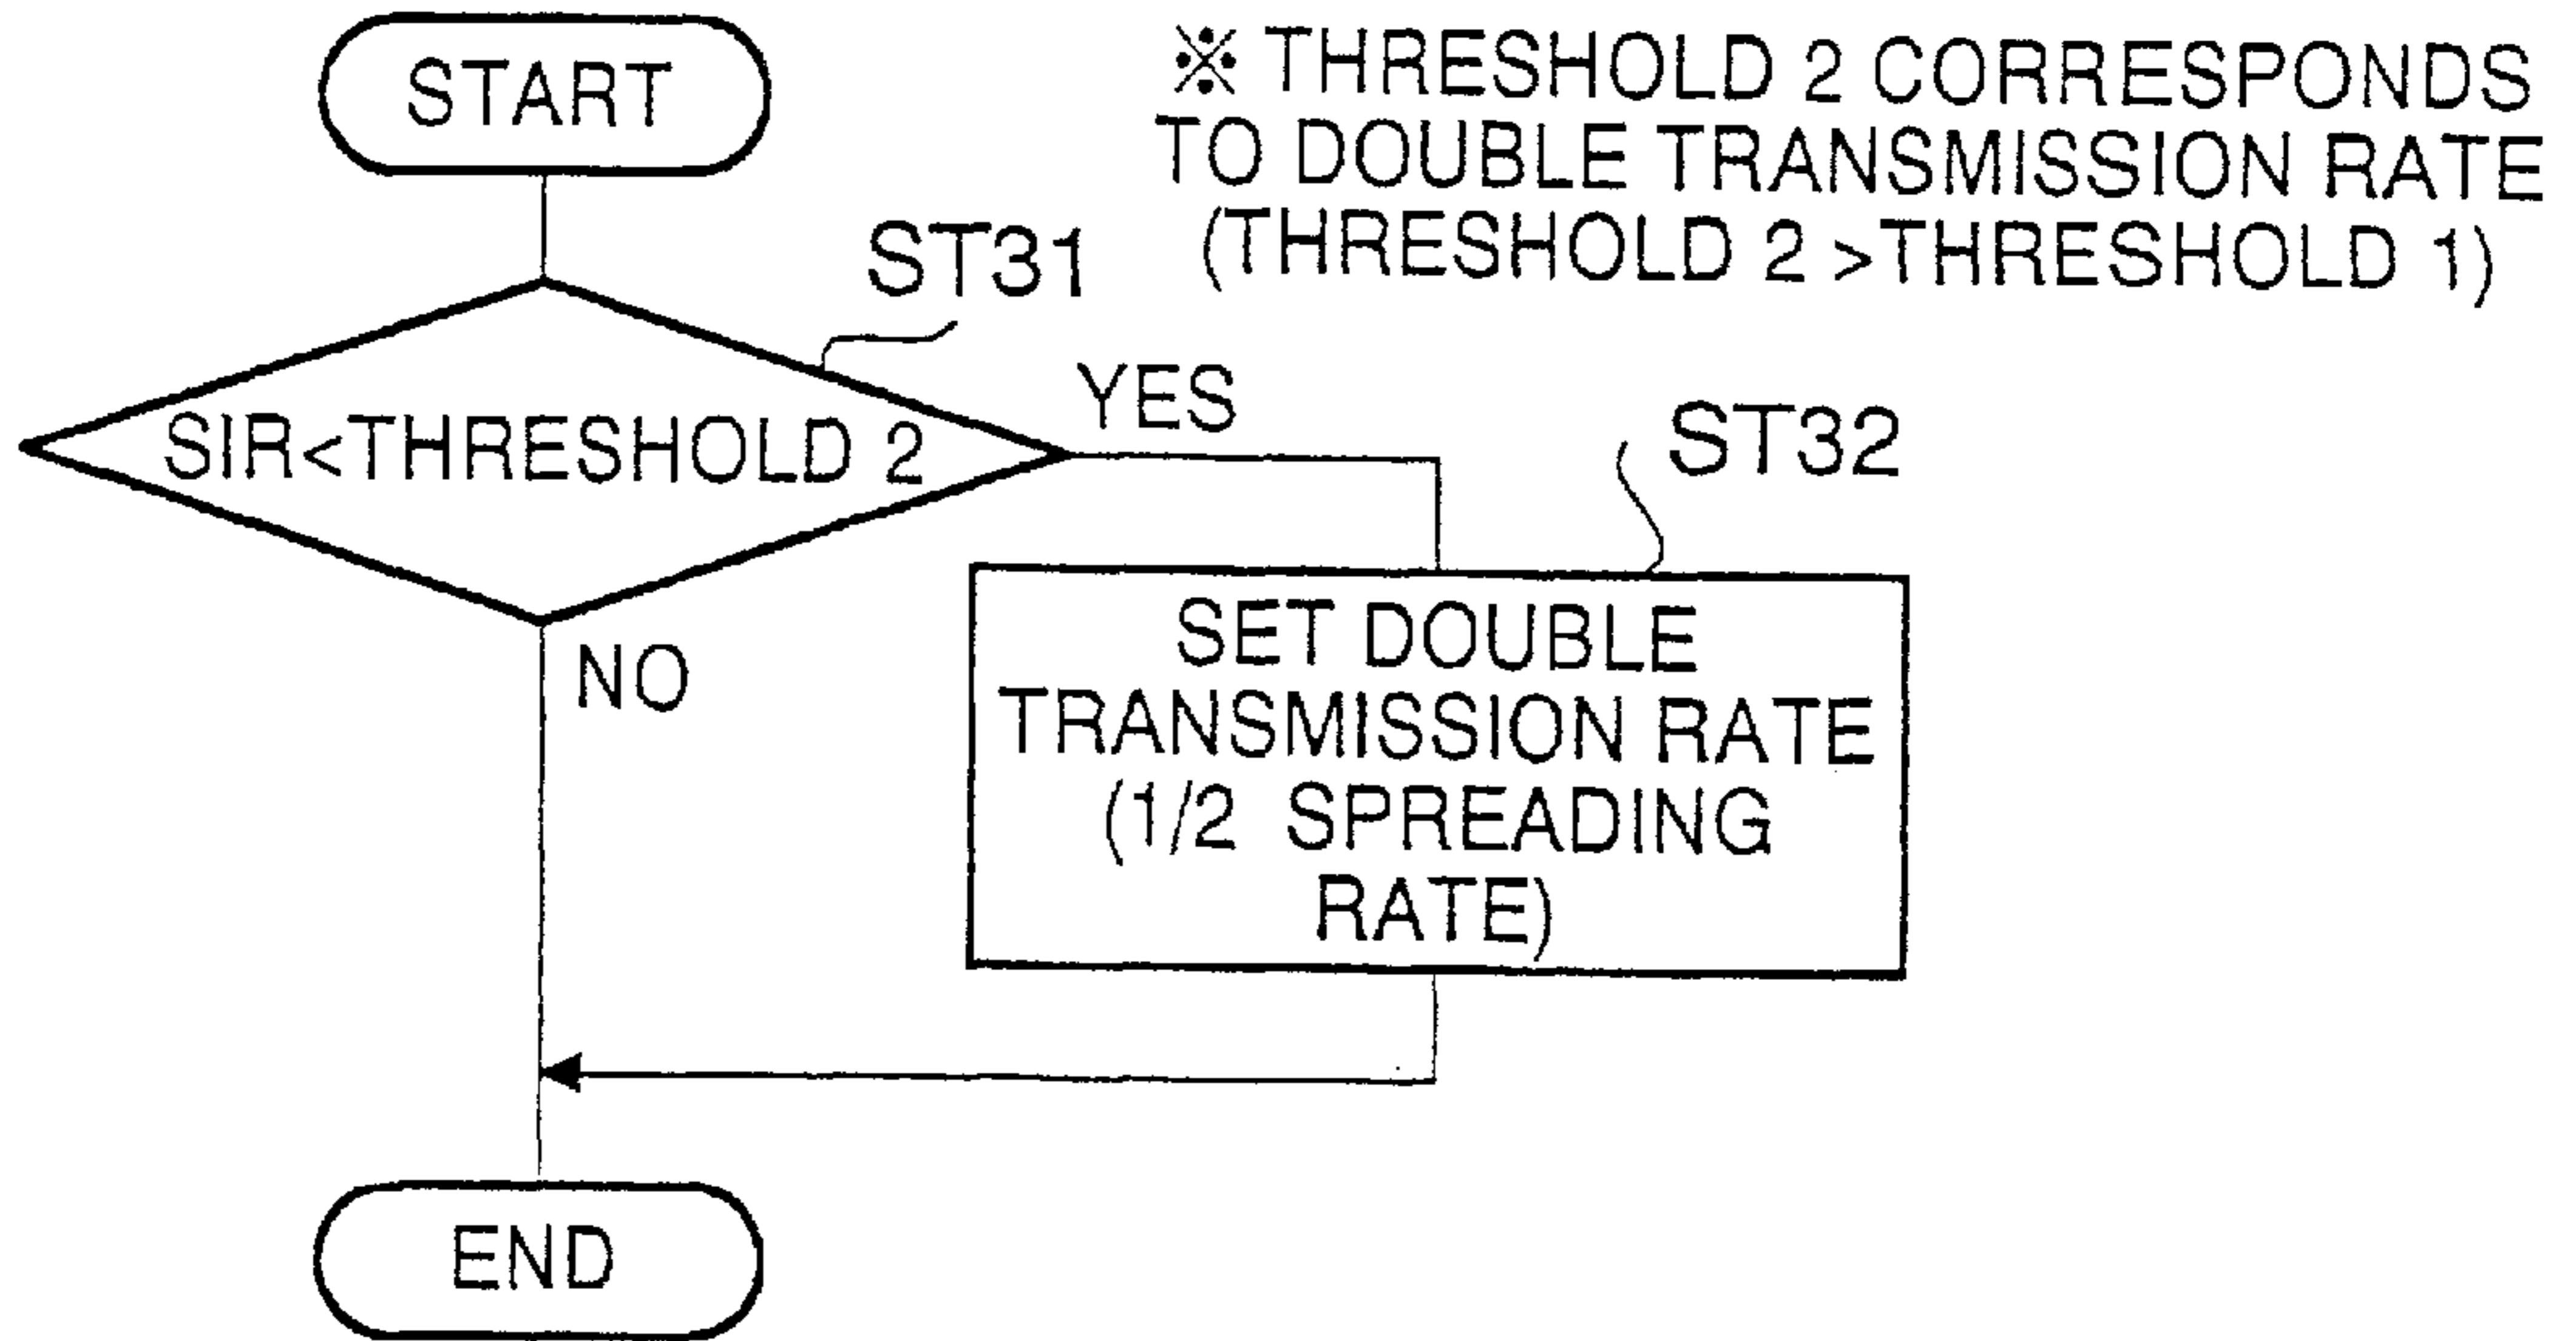 START
※ THRESHOLD 2 CORRESPONDS
TO DOUBLE TRANSMISSION RATE
(THRESHOLD 2 >THRESHOLD 1)
ST31
SIR<THRESHOLD 2
YES
ST32
NO
SET DOUBLE
TRANSMISSION RATE
(1/2 SPREADING
RATE)
END